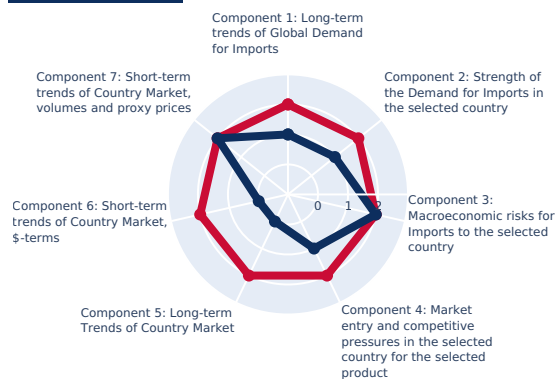 Component 1: Long-term
trends of Global Demand
for Imports
Component 7: Short-term
trends of Country Market,
volumes and proxy prices
Component 2: Strength of
the Demand for Imports in
the selected country
0
1
2
Component 3:
Macroeconomic risks for
Imports to the selected
country
Component 6: Short-term
trends of Country Market,
$-terms
Component 5: Long-term
Trends of Country Market
Component 4: Market
entry and competitive
pressures in the selected
country for the selected
product